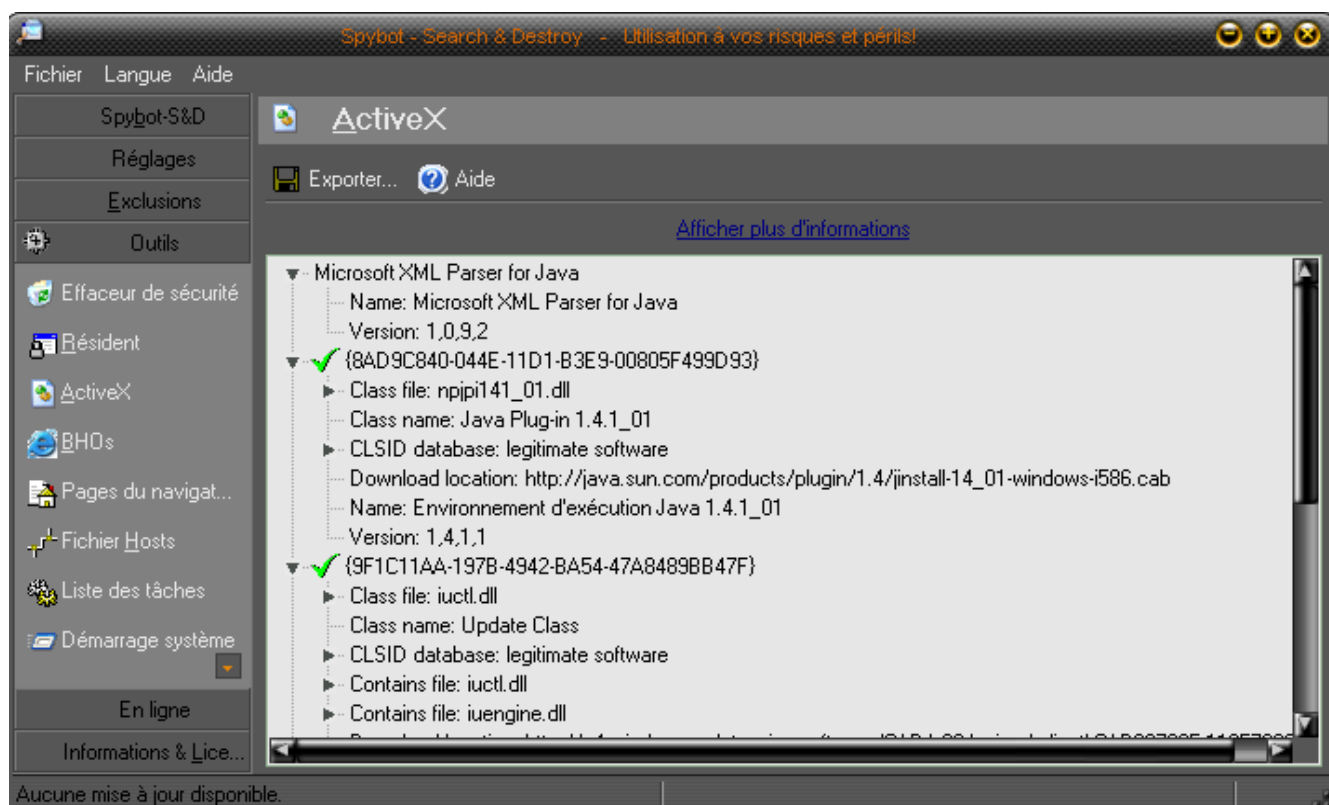 Spybot - Search & Destroy - Utilisation à vos risques et périls!
Fichier Langue Aide
Spybot-S&D
Réglages
Exclusions
Outils
Effaceur de sécurité
Résident
ActiveX
BHOs
Pages du navigat...
Fichier Hosts
Liste des tâches
Démarrage système
En ligne
Informations & Lice...
ActiveX
Exporter... Aide
Afficher plus d'informations
Microsoft XML Parser for Java
Name: Microsoft XML Parser for Java
Version: 1,0,9,2
{8AD9C840-044E-11D1-B3E9-00805F499D93}
Class file: npjpi141_01.dll
Class name: Java Plug-in 1.4.1_01
CLSID database: legitimate software
Download location: http://java.sun.com/products/plugin/1.4/jinstall-14_01-windows-i586.cab
Name: Environnement d'exécution Java 1.4.1_01
Version: 1,4,1,1
{9F1C11AA-197B-4942-BA54-47A8489BB47F}
Class file: iuctl.dll
Class name: Update Class
CLSID database: legitimate software
Contains file: iuctl.dll
Contains file: iuengine.dll
Aucune mise à jour disponible.